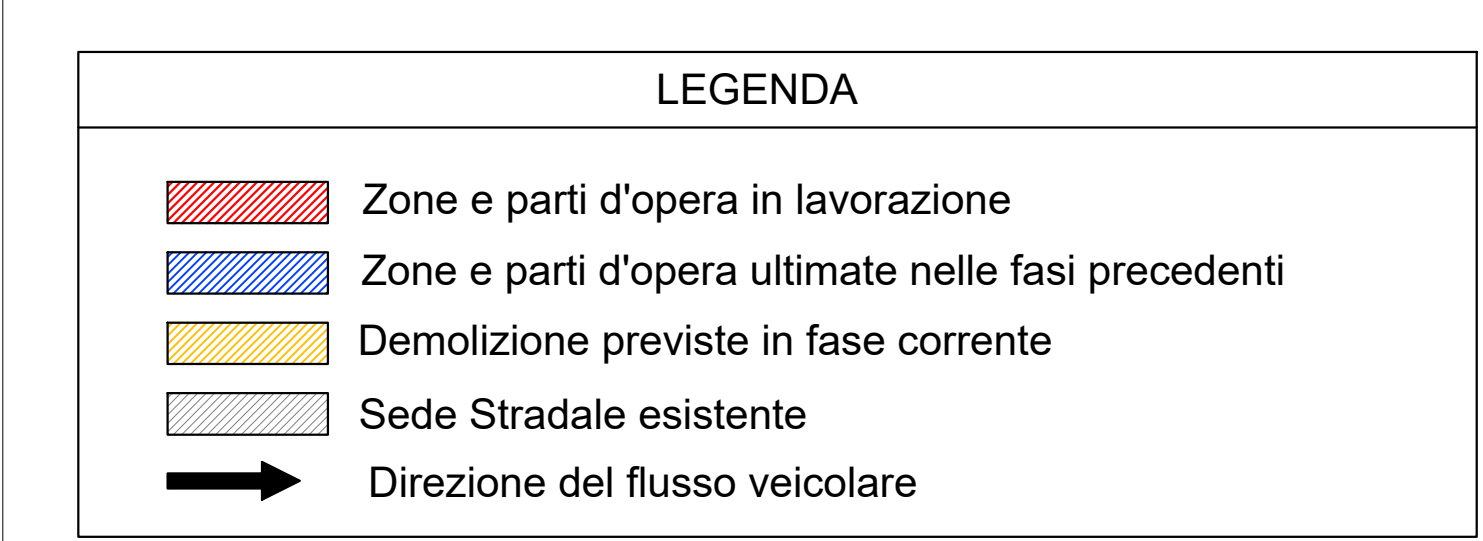 LEGENDA
Zone e parti d'opera in lavorazione
Zone e parti d'opera ultimate nelle fasi precedenti
Demolizione previste in fase corrente
Sede Stradale esistente
Direzione del flusso veicolare